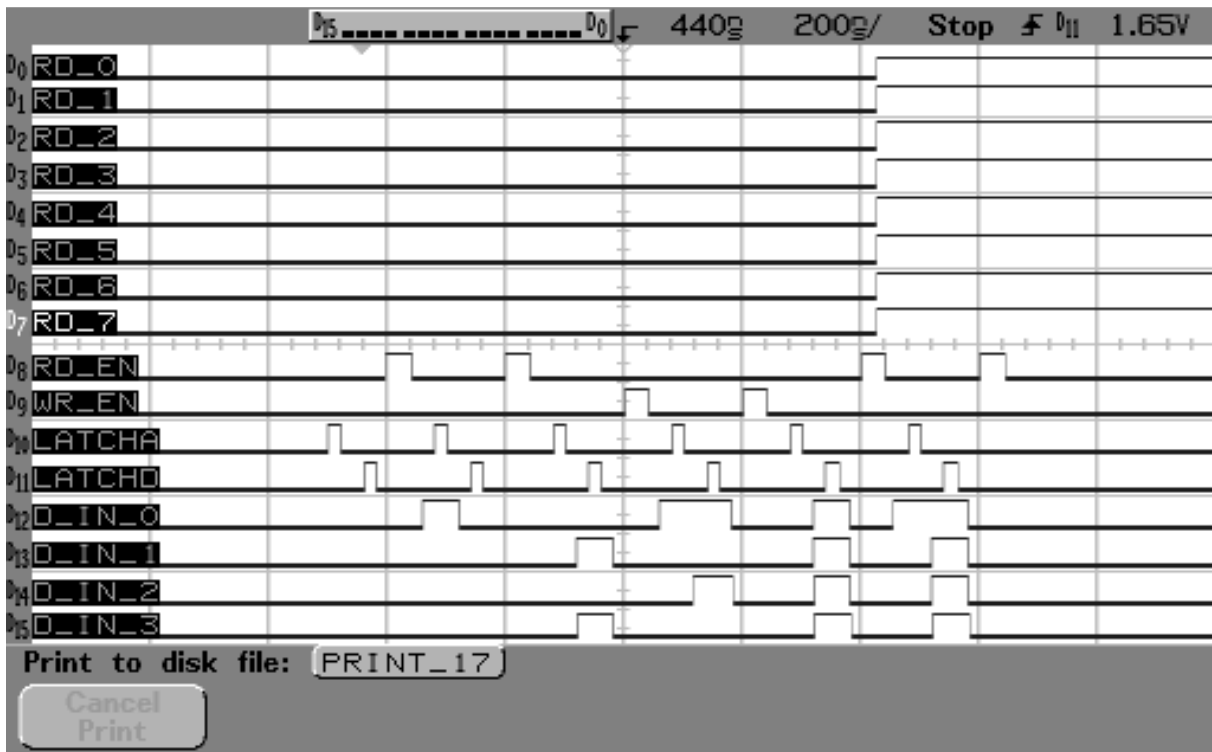 D15 D0 440ns 200ns/ Stop D11 1.65V
D0 RD_0
D1 RD_1
D2 RD_2
D3 RD_3
D4 RD_4
D5 RD_5
D6 RD_6
D7 RD_7
D8 RD_EN
D9 WR_EN
D10 LATCHA
D11 LATCHD
D12 D_IN_0
D13 D_IN_1
D14 D_IN_2
D15 D_IN_3
Print to disk file: PRINT_17
Cancel
Print